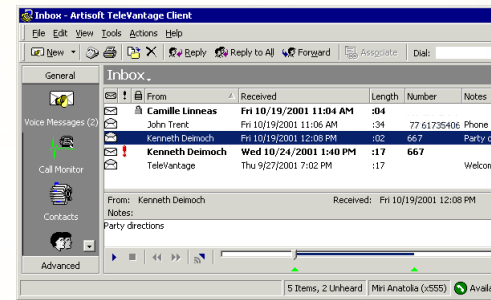 Inbox - Artisoft TeleVantage Client
File Edit View Tools Actions Help
New Reply Reply to All Forward Associate Dial:
General
Inbox
! From Received Length Number Notes
Camille Linneas Fri 10/19/2001 11:04 AM :04
John Trent Fri 10/19/2001 11:06 AM :34 77 61735406 Phone
Kenneth Deimoch Fri 10/19/2001 12:08 PM :02 667 Party d
! Kenneth Deimoch Wed 10/24/2001 1:40 PM :17 667
TeleVantage Thu 9/27/2001 7:02 PM :17 Welcon
Voice Messages (2)
Call Monitor
Contacts
Advanced
From: Kenneth Deimoch Received: Fri 10/19/2001 12:08 PM
Notes:
Party directions
5 Items, 2 Unheard Miri Anatolia (x555) Availa